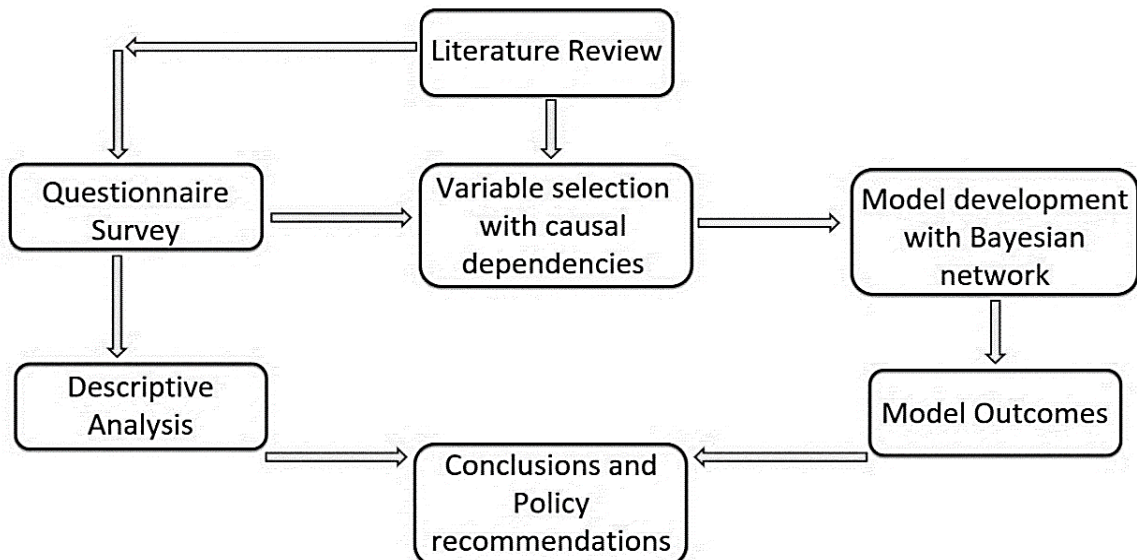 Literature Review
Questionnaire
Survey
Variable selection
with causal
dependencies
Model development
with Bayesian
network
Descriptive
Analysis
Model Outcomes
Conclusions and
Policy
recommendations